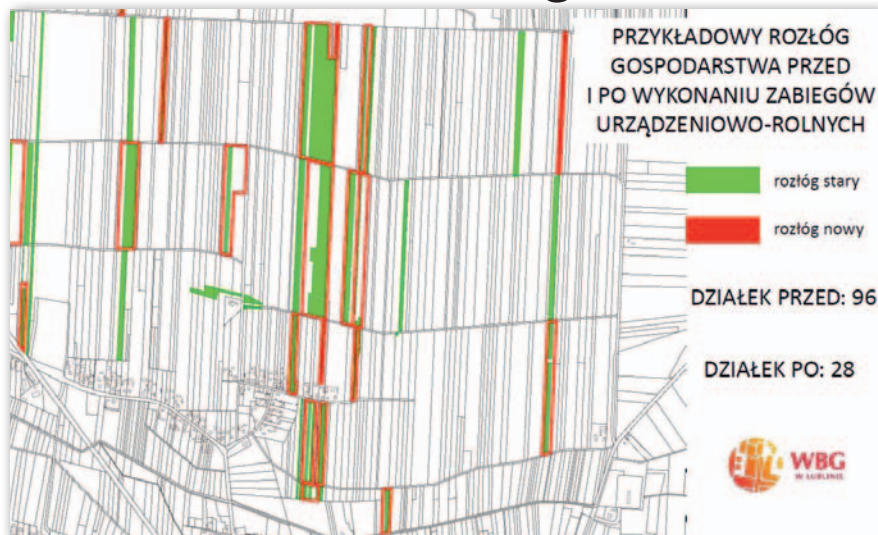 PRZYKŁADOWY ROZŁÓG
GOSPODARSTWA PRZED
I PO WYKONANIU ZABIEGÓW
URZĄDZENIOWO-ROLNYCH
rozłóg stary
rozłóg nowy
DZIAŁEK PRZED: 96
DZIAŁEK PO: 28
WBG
W LUBLINIE